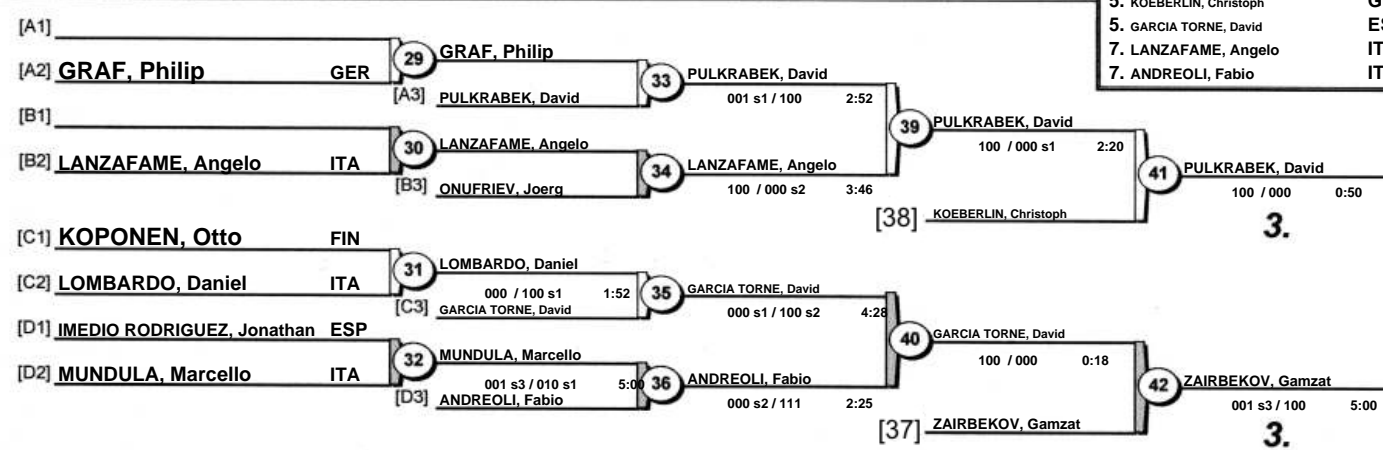 5. KOEBERLIN, Christoph G
5. GARCIA TORNE, David ES
7. LANZAFAME, Angelo IT
7. ANDREOLI, Fabio IT
[A1]
[A2] GRAF, Philip GER
29
GRAF, Philip
[A3] PULKRABEK, David
33
PULKRABEK, David
001 s1 / 100 2:52
[B1]
[B2] LANZAFAME, Angelo ITA
30
LANZAFAME, Angelo
[B3] ONUFRIEV, Joerg
34
LANZAFAME, Angelo
100 / 000 s2 3:46
39
PULKRABEK, David
100 / 000 s1 2:20
[38] KOEBERLIN, Christoph
41
PULKRABEK, David
100 / 000 0:50
3.
[C1] KOPONEN, Otto FIN
[C2] LOMBARDO, Daniel ITA
31
LOMBARDO, Daniel
000 / 100 s1 1:52
[C3] GARCIA TORNE, David
35
GARCIA TORNE, David
000 s1 / 100 s2 4:28
[D1] IMEDIO RODRIGUEZ, Jonathan ESP
[D2] MUNDULA, Marcello ITA
32
MUNDULA, Marcello
001 s3 / 010 s1 5:00
[D3] ANDREOLI, Fabio
36
ANDREOLI, Fabio
000 s2 / 111 2:25
40
GARCIA TORNE, David
100 / 000 0:18
[37] ZAIRBEKOV, Gamzat
42
ZAIRBEKOV, Gamzat
001 s3 / 100 5:00
3.